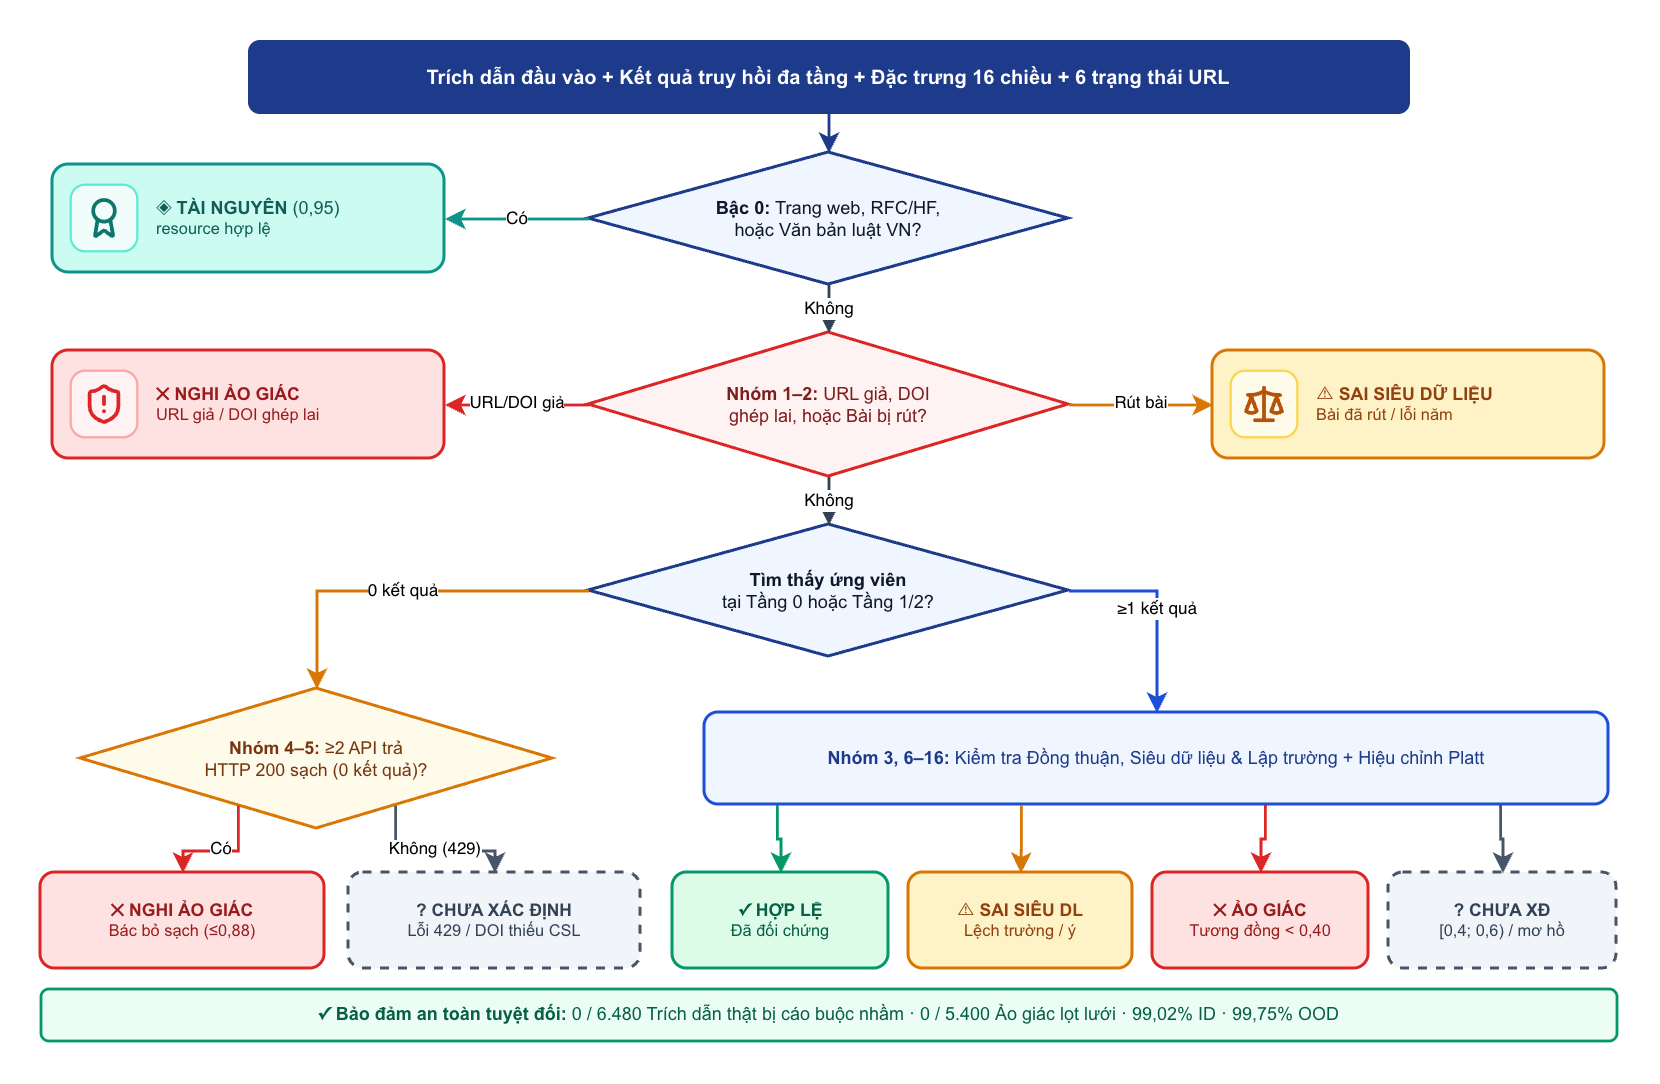 Trích dẫn đầu vào + Kết quả truy hồi đa tầng + Đặc trưng 16 chiều + 6 trạng thái URL
◈ TÀI NGUYÊN (0,95)
resource hợp lệ
Có
Bậc 0: Trang web, RFC/HF,
hoặc Văn bản luật VN?
Không
✕ NGHI ẢO GIÁC
URL giả / DOI ghép lai
URL/DOI giả
Nhóm 1–2: URL giả, DOI
ghép lai, hoặc Bài bị rút?
Rút bài
⚠ SAI SIÊU DỮ LIỆU
Bài đã rút / lỗi năm
Không
Tìm thấy ứng viên
tại Tầng 0 hoặc Tầng 1/2?
0 kết quả
≥1 kết quả
Nhóm 4–5: ≥2 API trả
HTTP 200 sạch (0 kết quả)?
Nhóm 3, 6–16: Kiểm tra Đồng thuận, Siêu dữ liệu & Lập trường + Hiệu chỉnh Platt
Có
Không (429)
✕ NGHI ẢO GIÁC
Bác bỏ sạch (≤0,88)
? CHƯA XÁC ĐỊNH
Lỗi 429 / DOI thiếu CSL
✓ HỢP LỆ
Đã đối chứng
⚠ SAI SIÊU DL
Lệch trường / ý
✕ ẢO GIÁC
Tương đồng < 0,40
? CHƯA XĐ
[0,4; 0,6) / mơ hồ
✓ Bảo đảm an toàn tuyệt đối: 0 / 6.480 Trích dẫn thật bị cáo buộc nhầm · 0 / 5.400 Ảo giác lọt lưới · 99,02% ID · 99,75% OOD